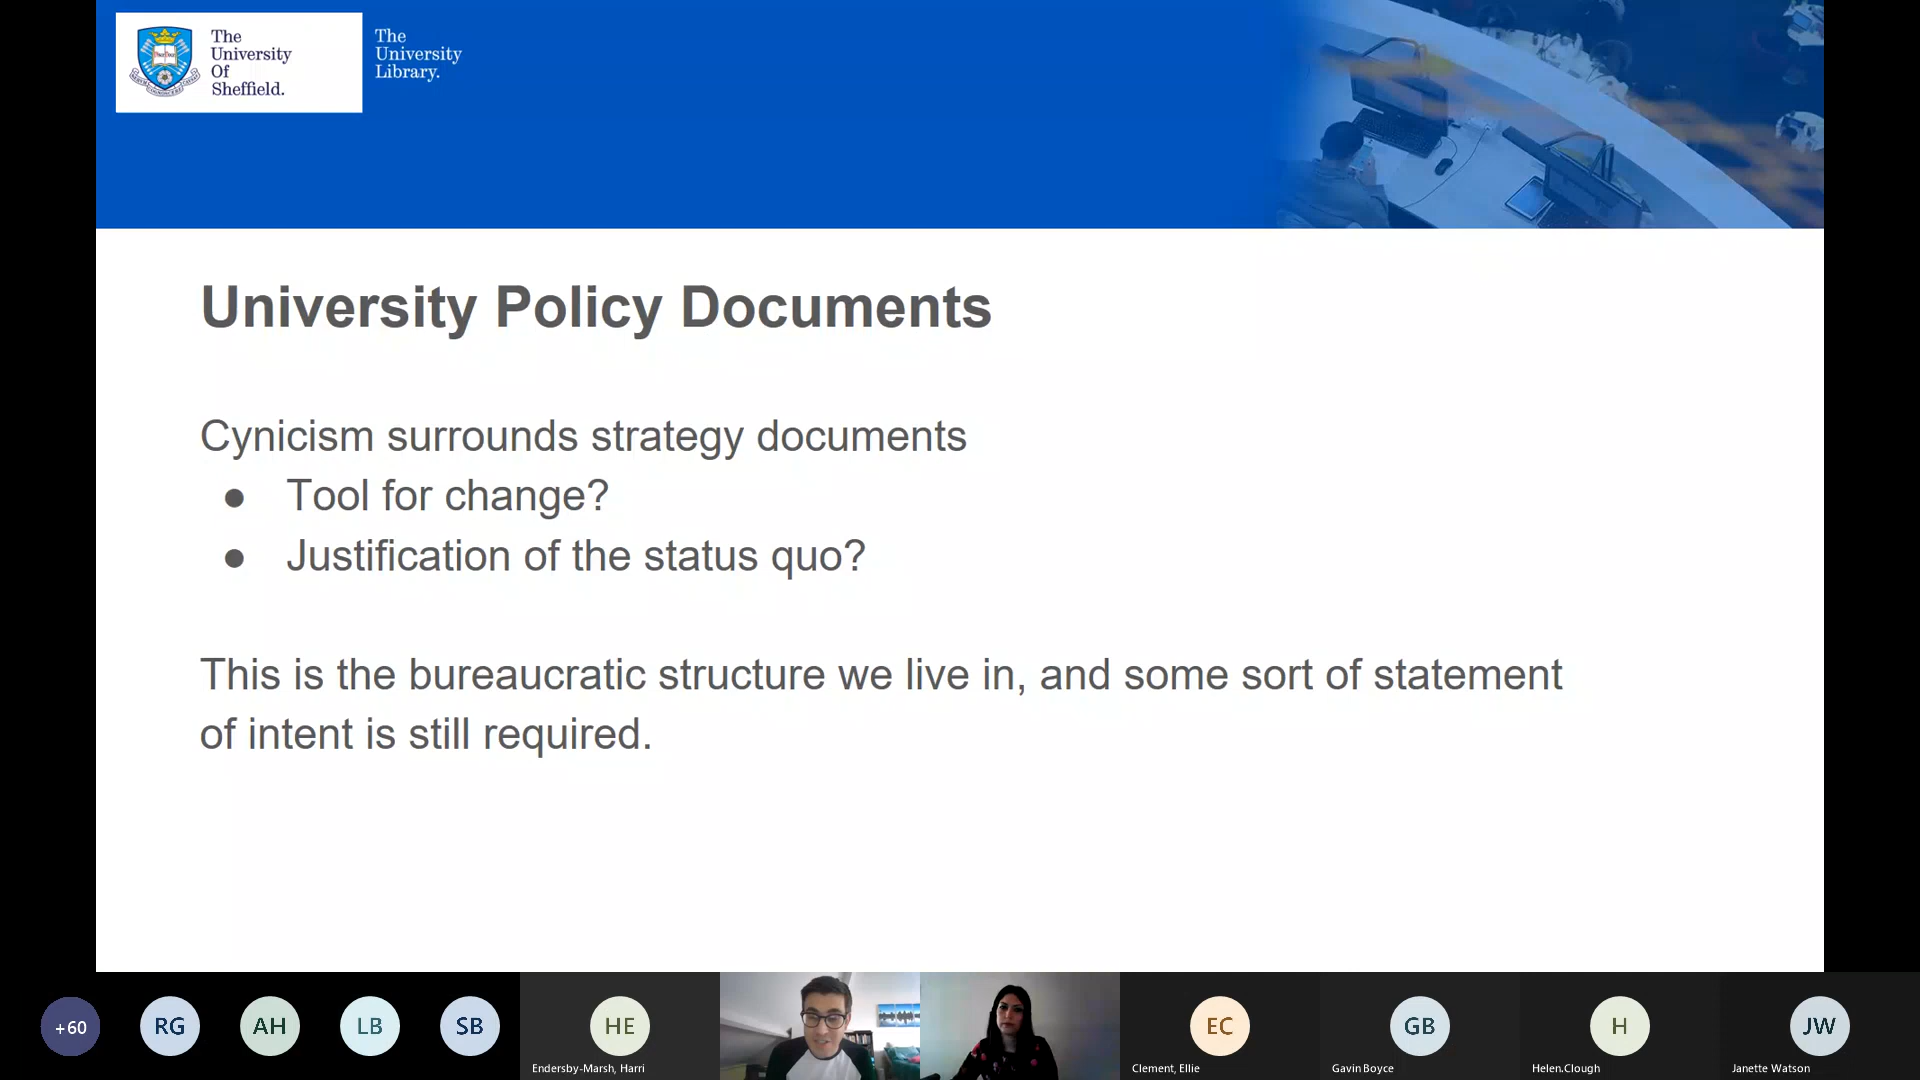 The
University
Of
Sheffield.
The
University
Library.
University Policy Documents
Cynicism surrounds strategy documents
● Tool for change?
● Justification of the status quo?
This is the bureaucratic structure we live in, and some sort of statement
of intent is still required.
+60
RG
AH
LB
SB
HE
Endersby-Marsh, Harri
EC
Clement, Ellie
GB
Gavin Boyce
H
Helen.Clough
JW
Janette Watson